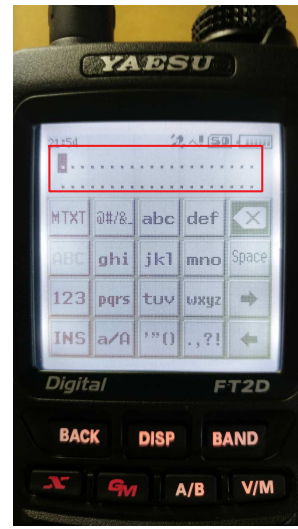 YAESU
21:54 SD
MTXT @#/&_ abc def
ABC ghi jkl mno Space
123 pqrs tuv wxyz
INS a/A '"() .,?!
Digital FT2D
BACK DISP BAND
X GM A/B V/M